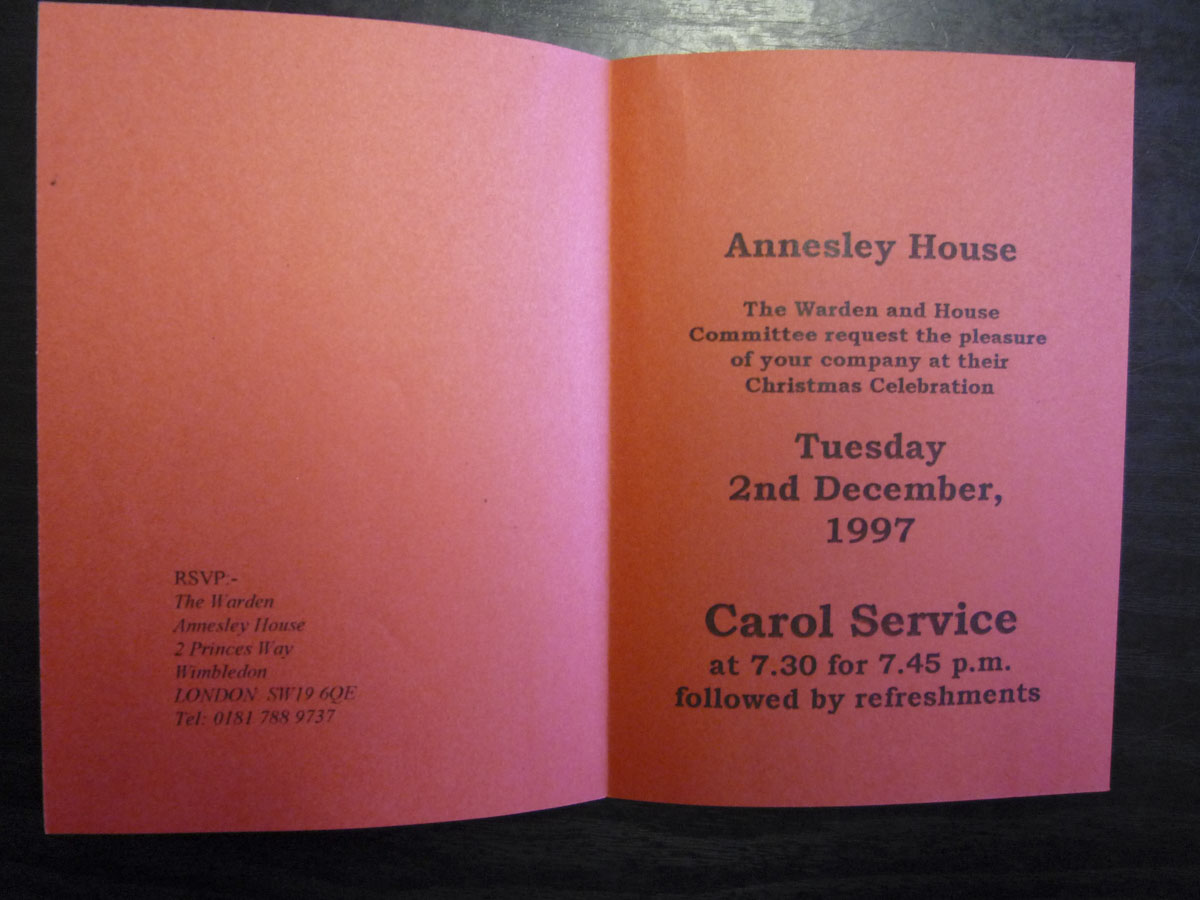 RSVP:-
The Warden
Annesley House
2 Princes Way
Wimbledon
LONDON SW19 6QE
Tel: 0181 788 9737
Annesley House
The Warden and House
Committee request the pleasure
of your company at their
Christmas Celebration
Tuesday
2nd December,
1997
Carol Service
at 7.30 for 7.45 p.m.
followed by refreshments